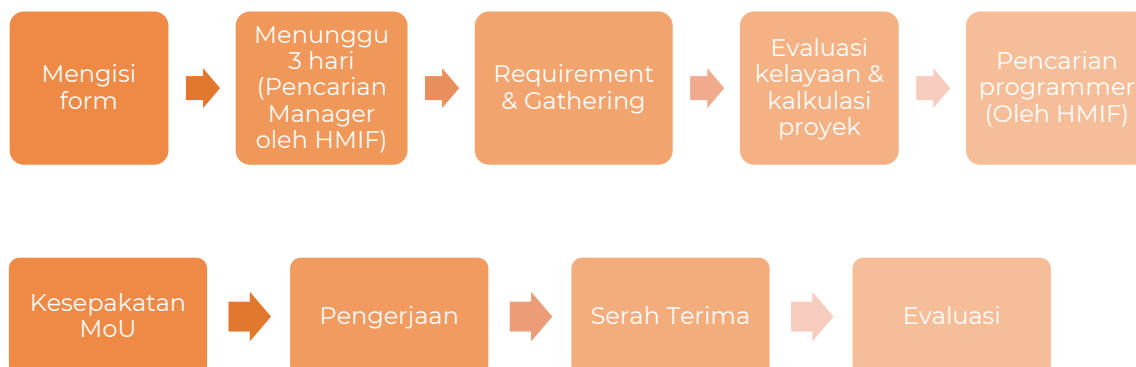 Mengisi
form
Menunggu
3 hari
(Pencarian
Manager
oleh HMIF)
Requirement
& Gathering
Evaluasi
kelayaan &
kalkulasi
proyek
Pencarian
programmer
(Oleh HMIF)
Kesepakatan
MoU
Pengerjaan
Serah Terima
Evaluasi